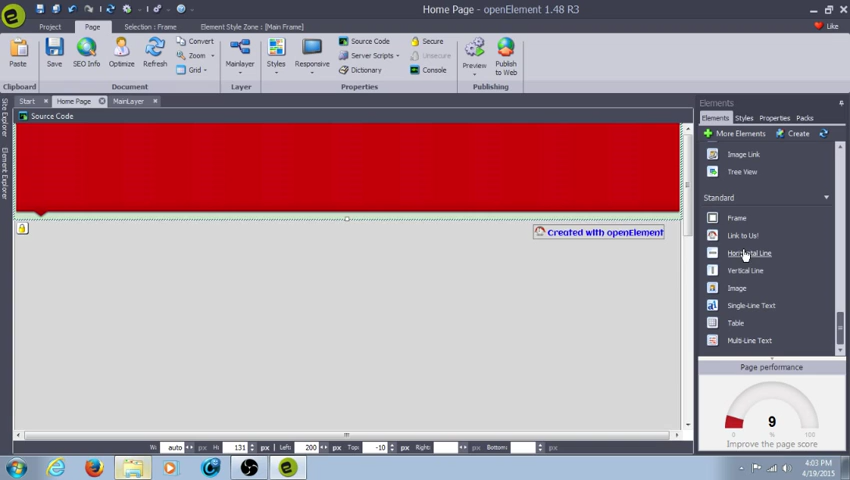 Home Page - openElement 1.48 R3
Project
Page
Selection : Frame
Element Style Zone : [Main Frame]
Like
Paste
Save
SEO Info
Optimize
Refresh
Convert
Zoom
Grid
Mainlayer
Styles
Responsive
Source Code
Server Scripts
Dictionary
Secure
Unsecure
Console
Preview
Publish
to Web
Clipboard
Document
Layer
Properties
Publishing
Start
Home Page
MainLayer
Source Code
Site Explorer
Element Explorer
Created with openElement
Elements
Elements
Styles
Properties
Packs
More Elements
Create
Image Link
Tree View
Standard
Frame
Link to Us!
Horizontal Line
Vertical Line
Image
Single-Line Text
Table
Multi-Line Text
Page performance
9
0
%
100
Improve the page score
W: auto H: 131 px Left: 200 px Top: -10 px Right: px Bottom: px
4:03 PM
4/19/2015